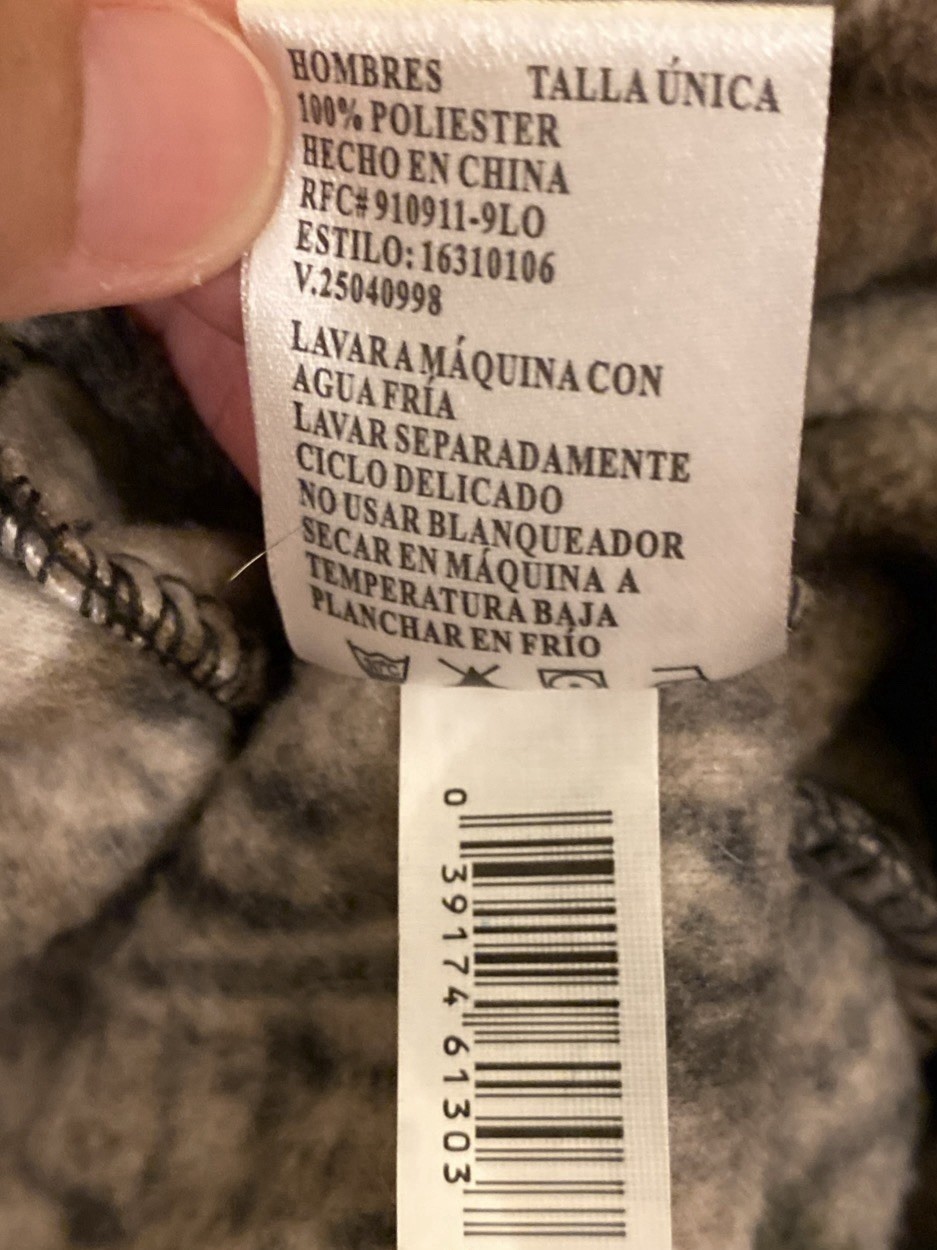 HOMBRES TALLA ÚNICA
100% POLIESTER
HECHO EN CHINA
RFC# 910911-9LO
ESTILO: 16310106
V.25040998
LAVAR A MÁQUINA CON
AGUA FRÍA
LAVAR SEPARADAMENTE
CICLO DELICADO
NO USAR BLANQUEADOR
SECAR EN MÁQUINA A
TEMPERATURA BAJA
PLANCHAR EN FRÍO
0 39174 61303